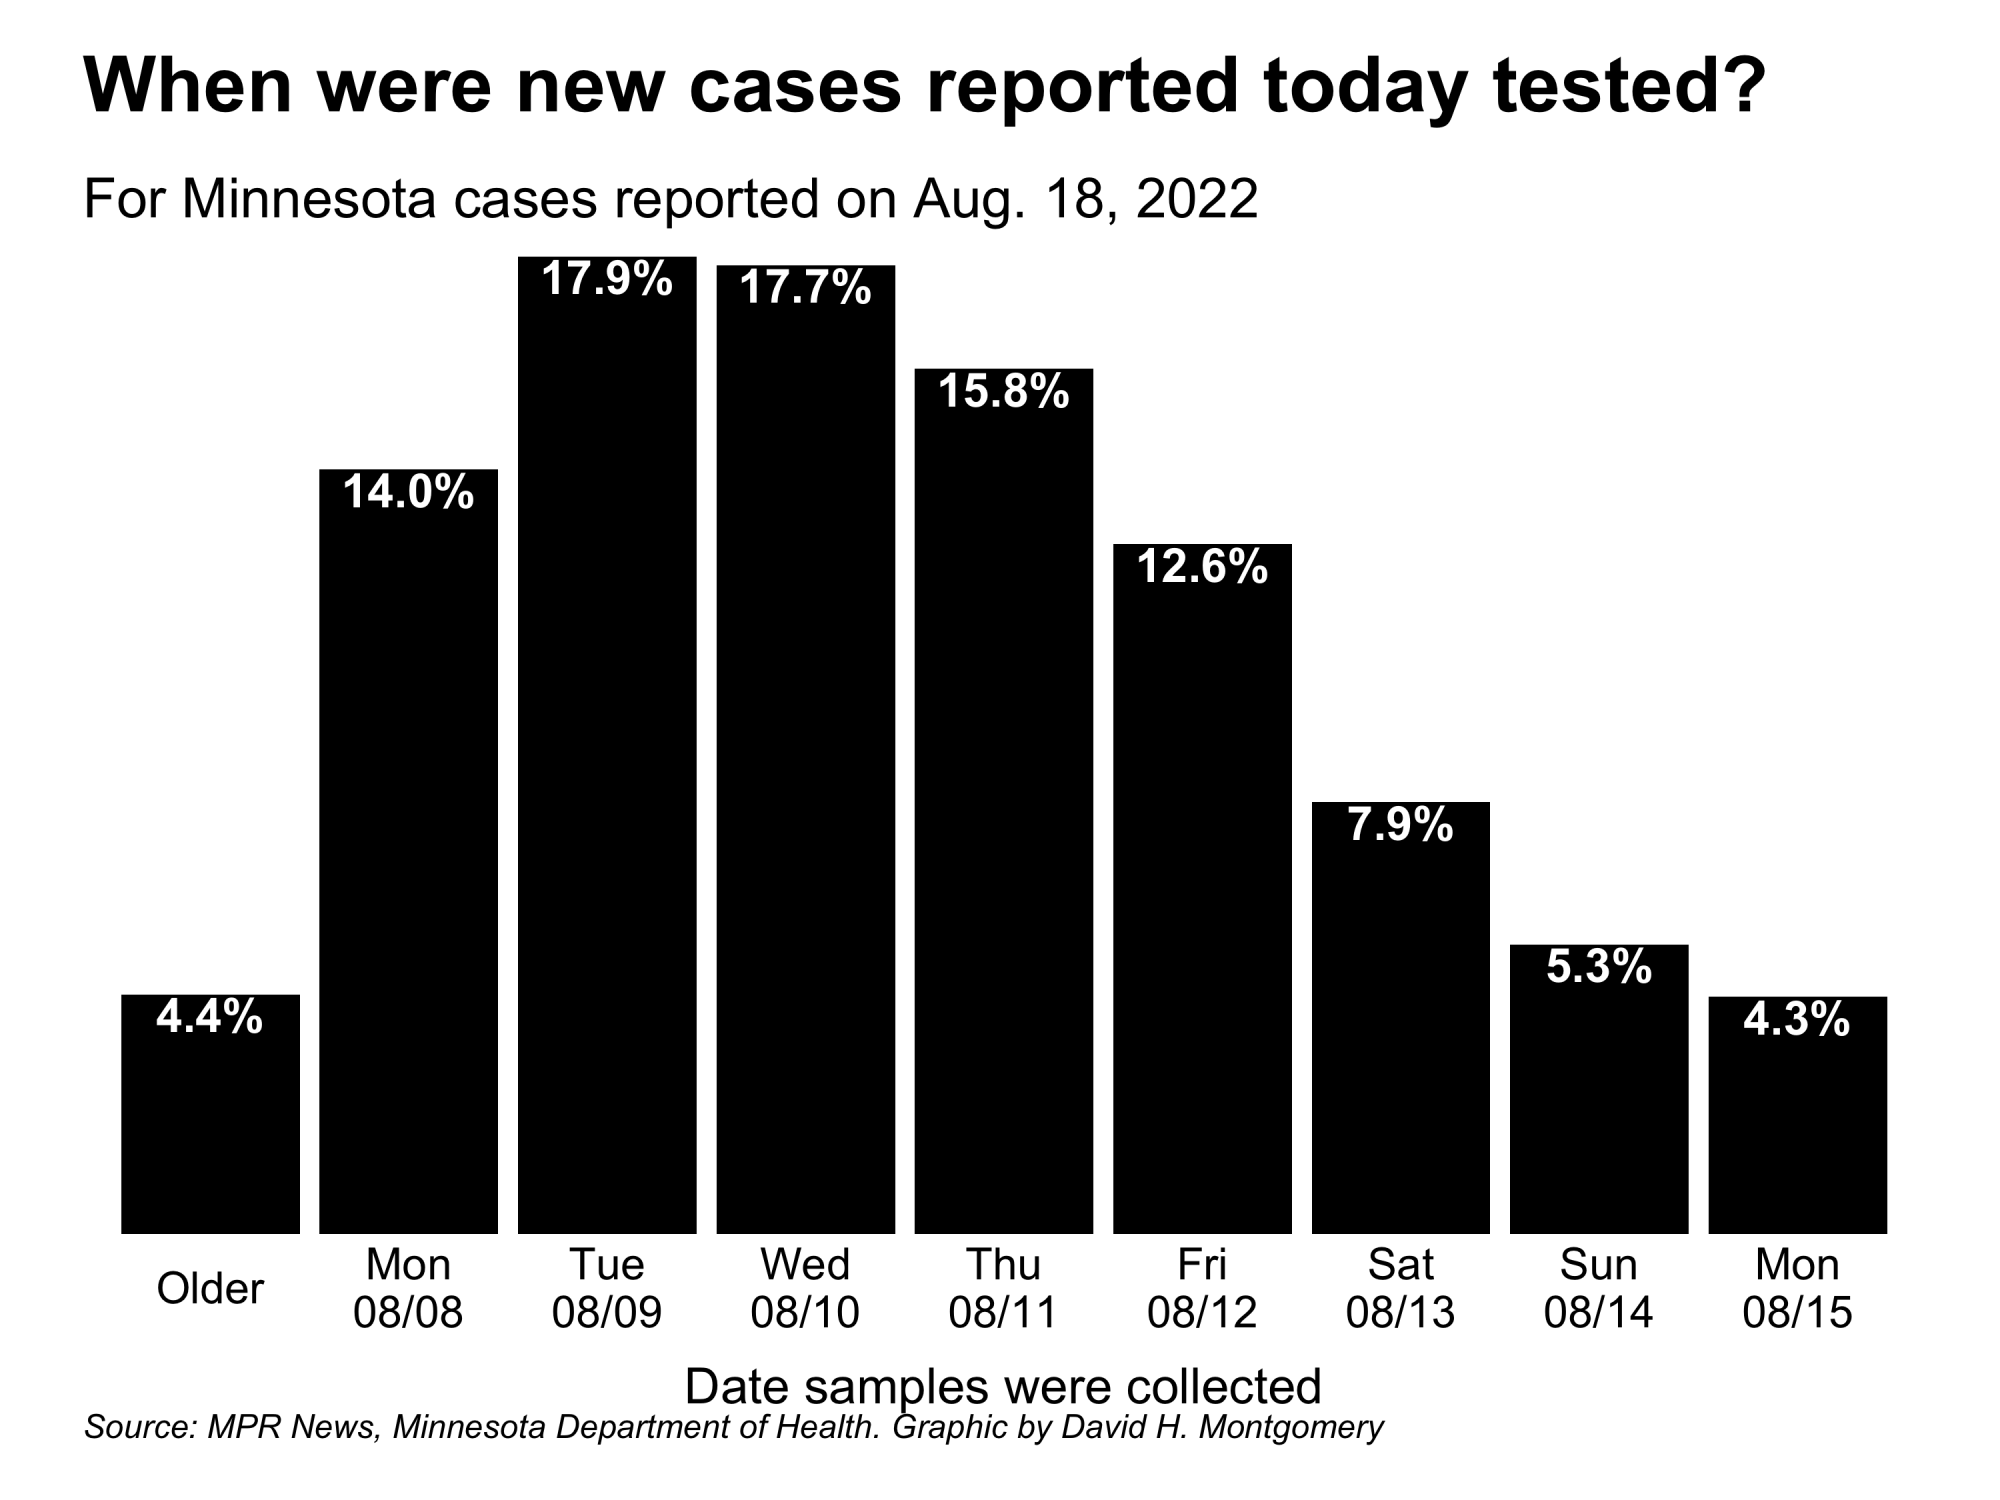 When were new cases reported today tested?
For Minnesota cases reported on Aug. 18, 2022
17.9%
17.7%
15.8%
14.0%
12.6%
7.9%
5.3%
4.4%
4.3%
Older
Mon
08/08
Tue
08/09
Wed
08/10
Thu
08/11
Fri
08/12
Sat
08/13
Sun
08/14
Mon
08/15
Date samples were collected
Source: MPR News, Minnesota Department of Health. Graphic by David H. Montgomery